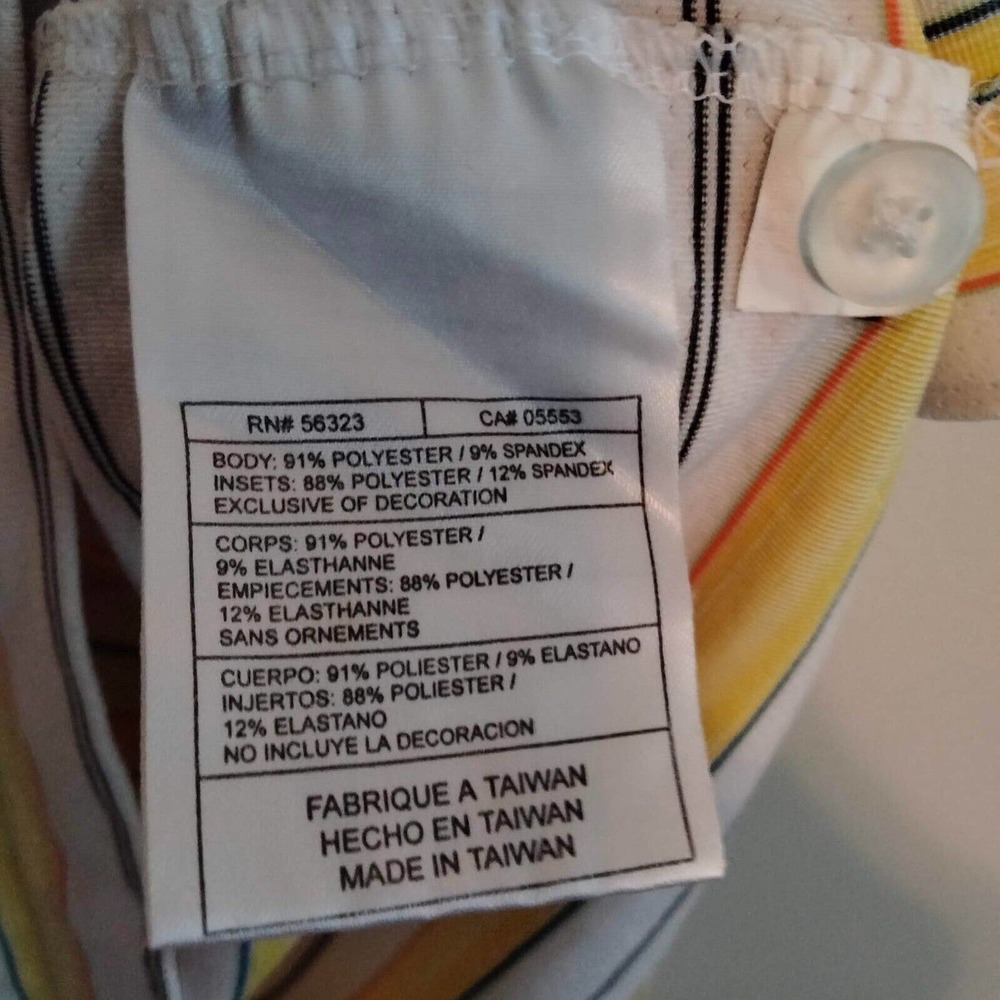 RN# 56323 CA# 05553
BODY: 91% POLYESTER / 9% SPANDEX
INSETS: 88% POLYESTER / 12% SPANDEX
EXCLUSIVE OF DECORATION
CORPS: 91% POLYESTER /
9% ELASTHANNE
EMPIECEMENTS: 88% POLYESTER /
12% ELASTHANNE
SANS ORNEMENTS
CUERPO: 91% POLIESTER / 9% ELASTANO
INJERTOS: 88% POLIESTER /
12% ELASTANO
NO INCLUYE LA DECORACION
FABRIQUE A TAIWAN
HECHO EN TAIWAN
MADE IN TAIWAN